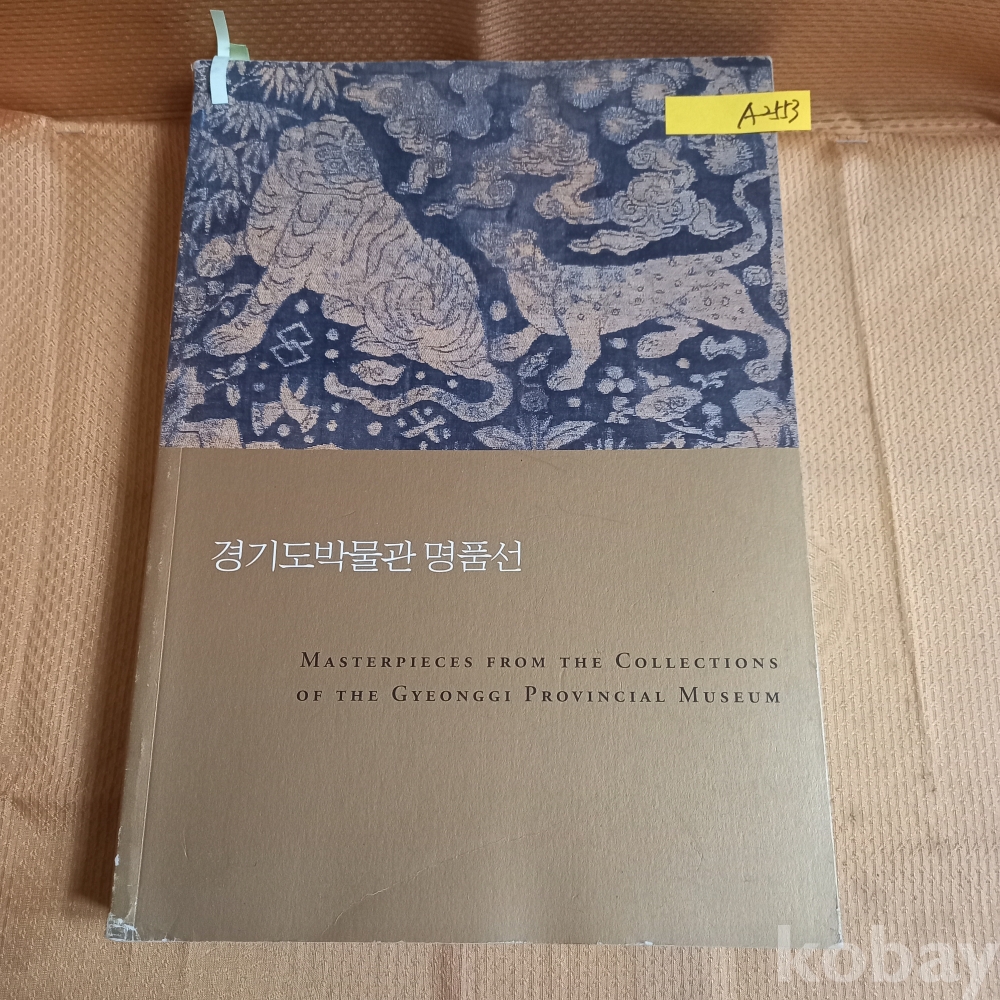 A-2553
경기도박물관 명품선
MASTERPIECES FROM THE COLLECTIONS
OF THE GYEONGGI PROVINCIAL MUSEUM
kobay